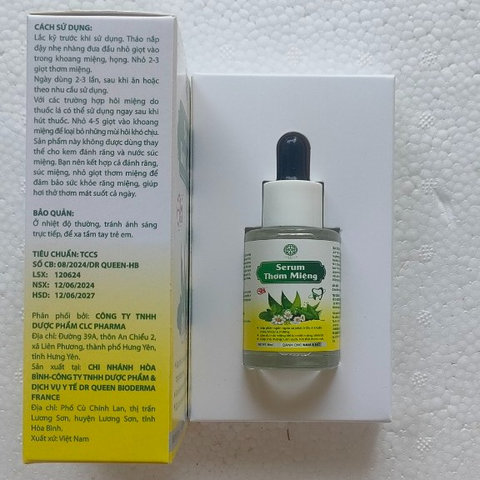 CÁCH SỬ DỤNG:
Lắc kỹ trước khi sử dụng. Tháo nắp
đậy nhẹ nhàng đưa đầu nhỏ giọt vào
trong khoang miệng, họng. Nhỏ 2-3
giọt thơm miệng.
Ngày dùng 2-3 lần, sau khi ăn hoặc
theo nhu cầu sử dụng.
Với các trường hợp hôi miệng do
thuốc lá có thể sử dụng ngay sau khi
hút thuốc. Nhỏ 4-5 giọt vào khoang
miệng để loại bỏ những mùi hôi khó chịu.
Sản phẩm này không được dùng thay
thế cho kem đánh răng và nước súc
miệng. Bạn nên kết hợp cả đánh răng,
súc miệng, nhỏ giọt thơm miệng để
đảm bảo sức khỏe răng miệng, giúp
hơi thở thơm mát suốt cả ngày.
BẢO QUẢN:
Ở nhiệt độ thường, tránh ánh sáng
trực tiếp, để xa tầm tay trẻ em.
TIÊU CHUẨN: TCCS
SỐ CB: 08/2024/DR QUEEN-HB
LSX: 120624
NSX: 12/06/2024
HSD: 12/06/2027
Phân phối bởi: CÔNG TY TNHH
DƯỢC PHẨM CLC PHARMA
Địa chỉ: Đường 39A, thôn An Chiểu 2,
xã Liên Phương, thành phố Hưng Yên,
tỉnh Hưng Yên.
Sản xuất tại: CHI NHÁNH HÒA
BÌNH-CÔNG TY TNHH DƯỢC PHẨM &
DỊCH VỤ Y TẾ DR QUEEN BIODERMA
FRANCE
Địa chỉ: Phố Cù Chính Lan, thị trấn
Lương Sơn, huyện Lương Sơn, tỉnh
Hòa Bình.
Xuất xứ: Việt Nam
Serum
Thơm Miệng
DÀNH CHO NAM & NỮ